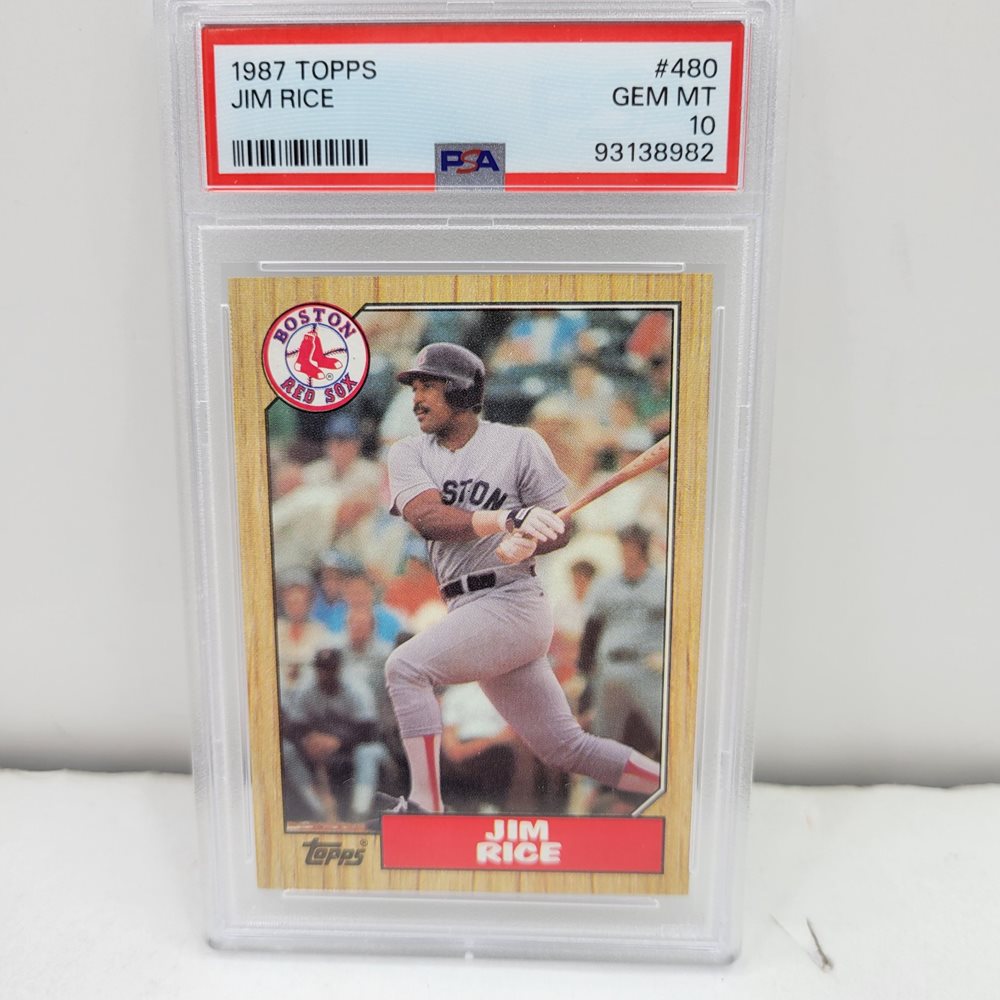 1987 TOPPS #480
JIM RICE GEM MT
10
PSA 93138982
BOSTON
RED SOX
®
STON
topps®
JIM
RICE